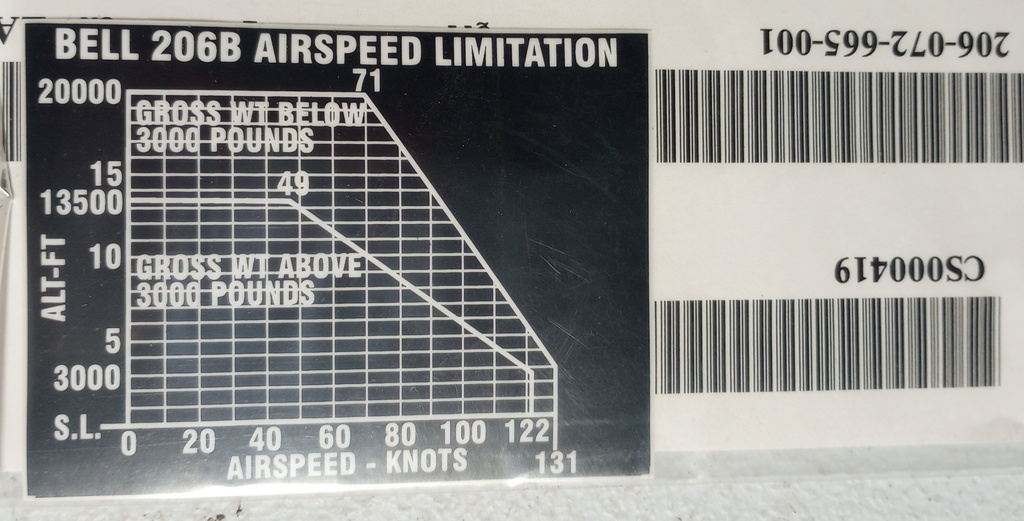 BELL 206B AIRSPEED LIMITATION
71
20000
GROSS WT BELOW
3000 POUNDS
15
49
13500
10
GROSS WT ABOVE
3000 POUNDS
ALT-FT
5
3000
S.L.
0 20 40 60 80 100 122
AIRSPEED - KNOTS 131
206-072-665-001
CS000419